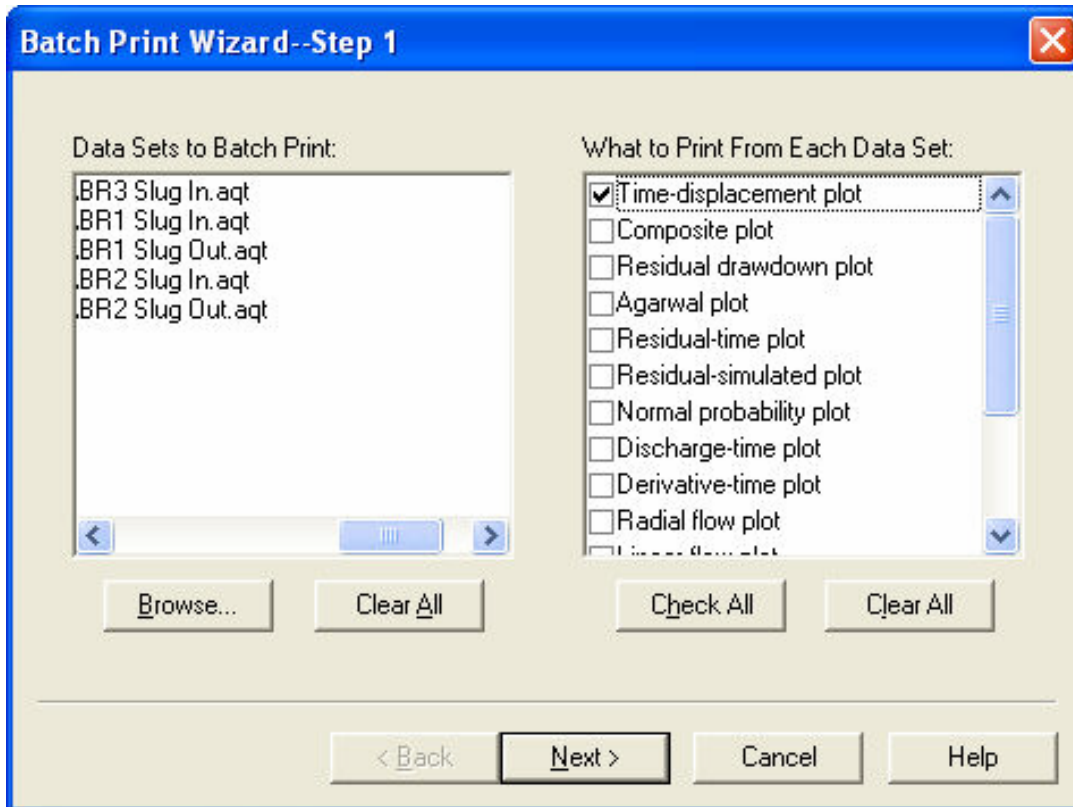 Batch Print Wizard--Step 1
Data Sets to Batch Print:
.BR3 Slug In.aqt
.BR1 Slug In.aqt
.BR1 Slug Out.aqt
.BR2 Slug In.aqt
.BR2 Slug Out.aqt
Browse...
Clear All
What to Print From Each Data Set:
Time-displacement plot
Composite plot
Residual drawdown plot
Agarwal plot
Residual-time plot
Residual-simulated plot
Normal probability plot
Discharge-time plot
Derivative-time plot
Radial flow plot
Linear flow plot
Check All
Clear All
< Back
Next >
Cancel
Help